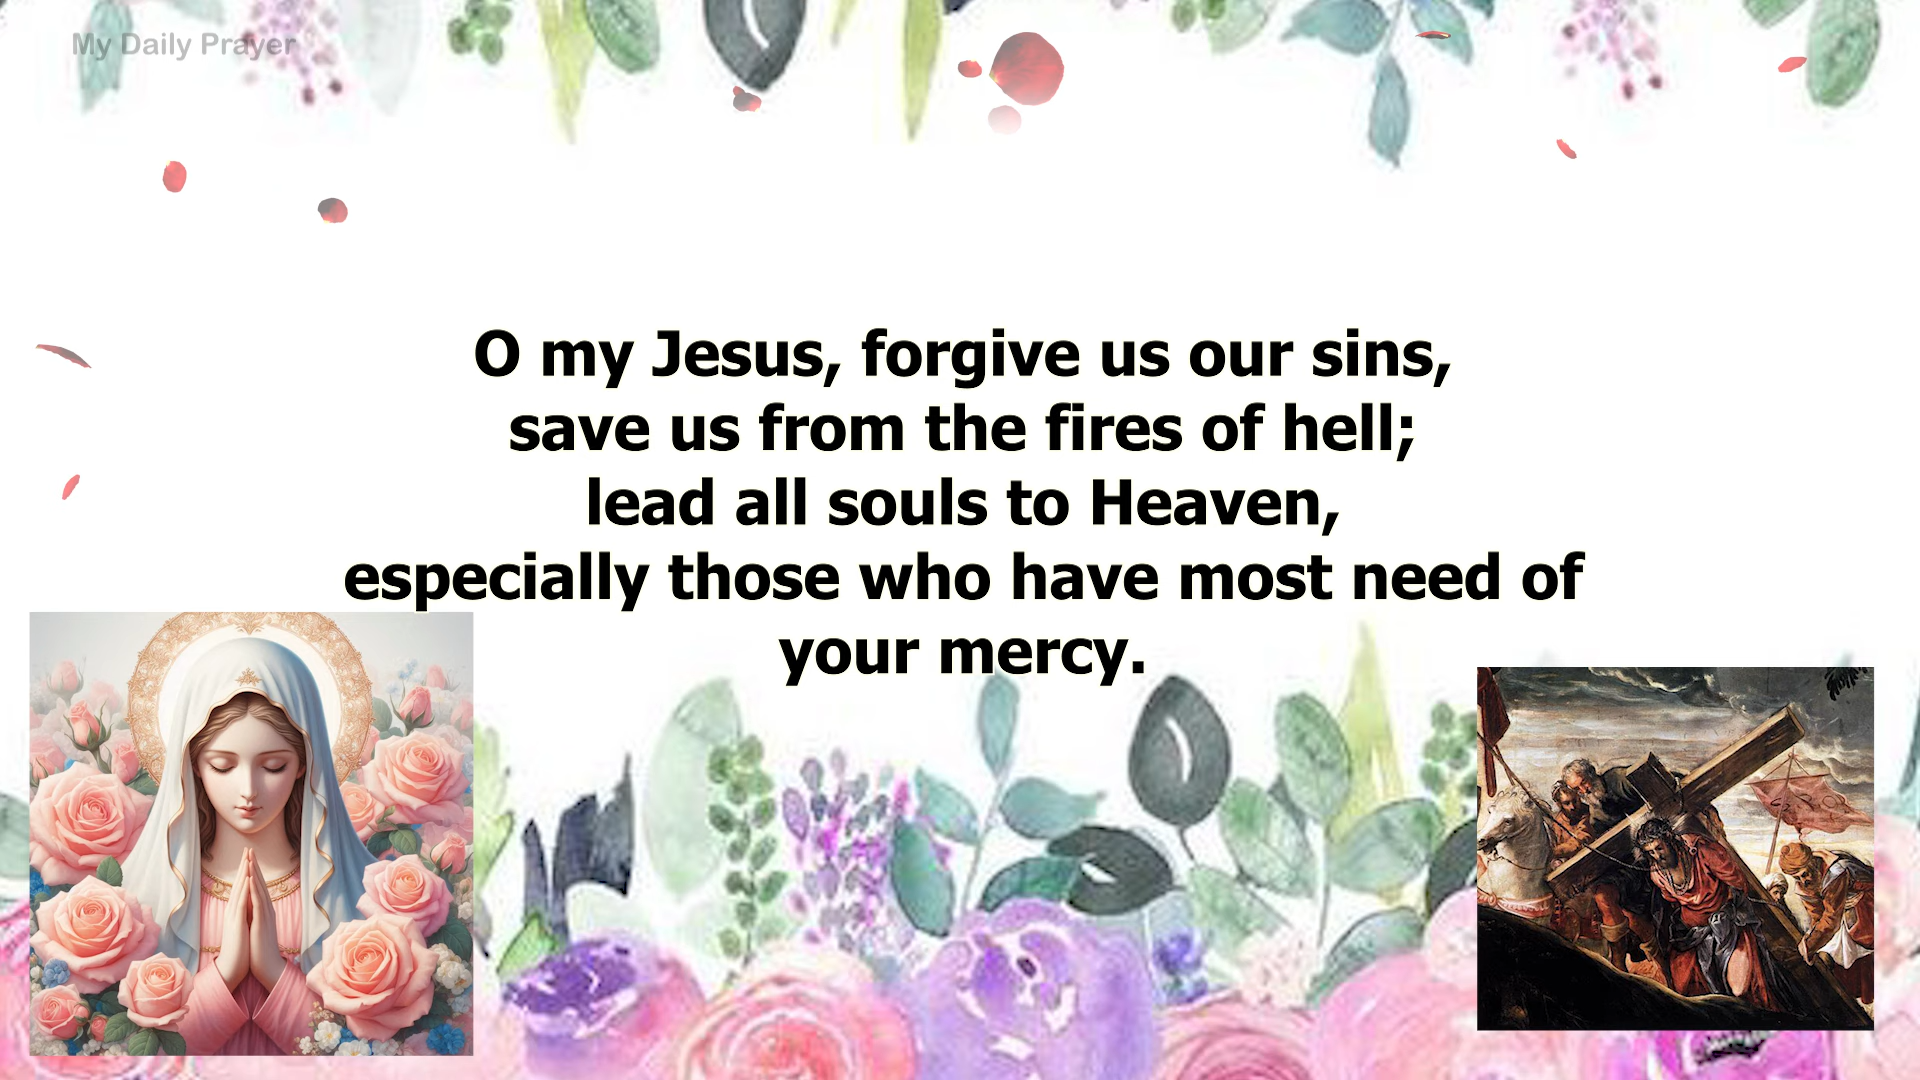 My Daily Prayer
O my Jesus, forgive us our sins,
save us from the fires of hell;
lead all souls to Heaven,
especially those who have most need of
your mercy.